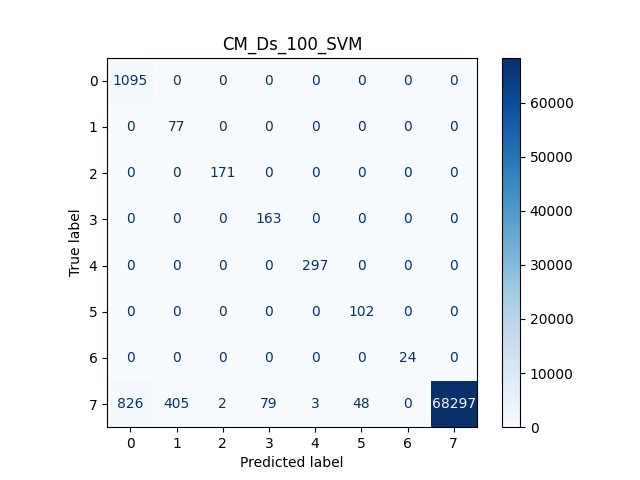 CM_Ds_100_SVM
0 1095 0 0 0 0 0 0 0
1 0 77 0 0 0 0 0 0
2 0 0 171 0 0 0 0 0
3 0 0 0 163 0 0 0 0
4 0 0 0 0 297 0 0 0
5 0 0 0 0 0 102 0 0
6 0 0 0 0 0 0 24 0
7 826 405 2 79 3 48 0 68297
0 1 2 3 4 5 6 7
Predicted label
True label
60000
50000
40000
30000
20000
10000
0